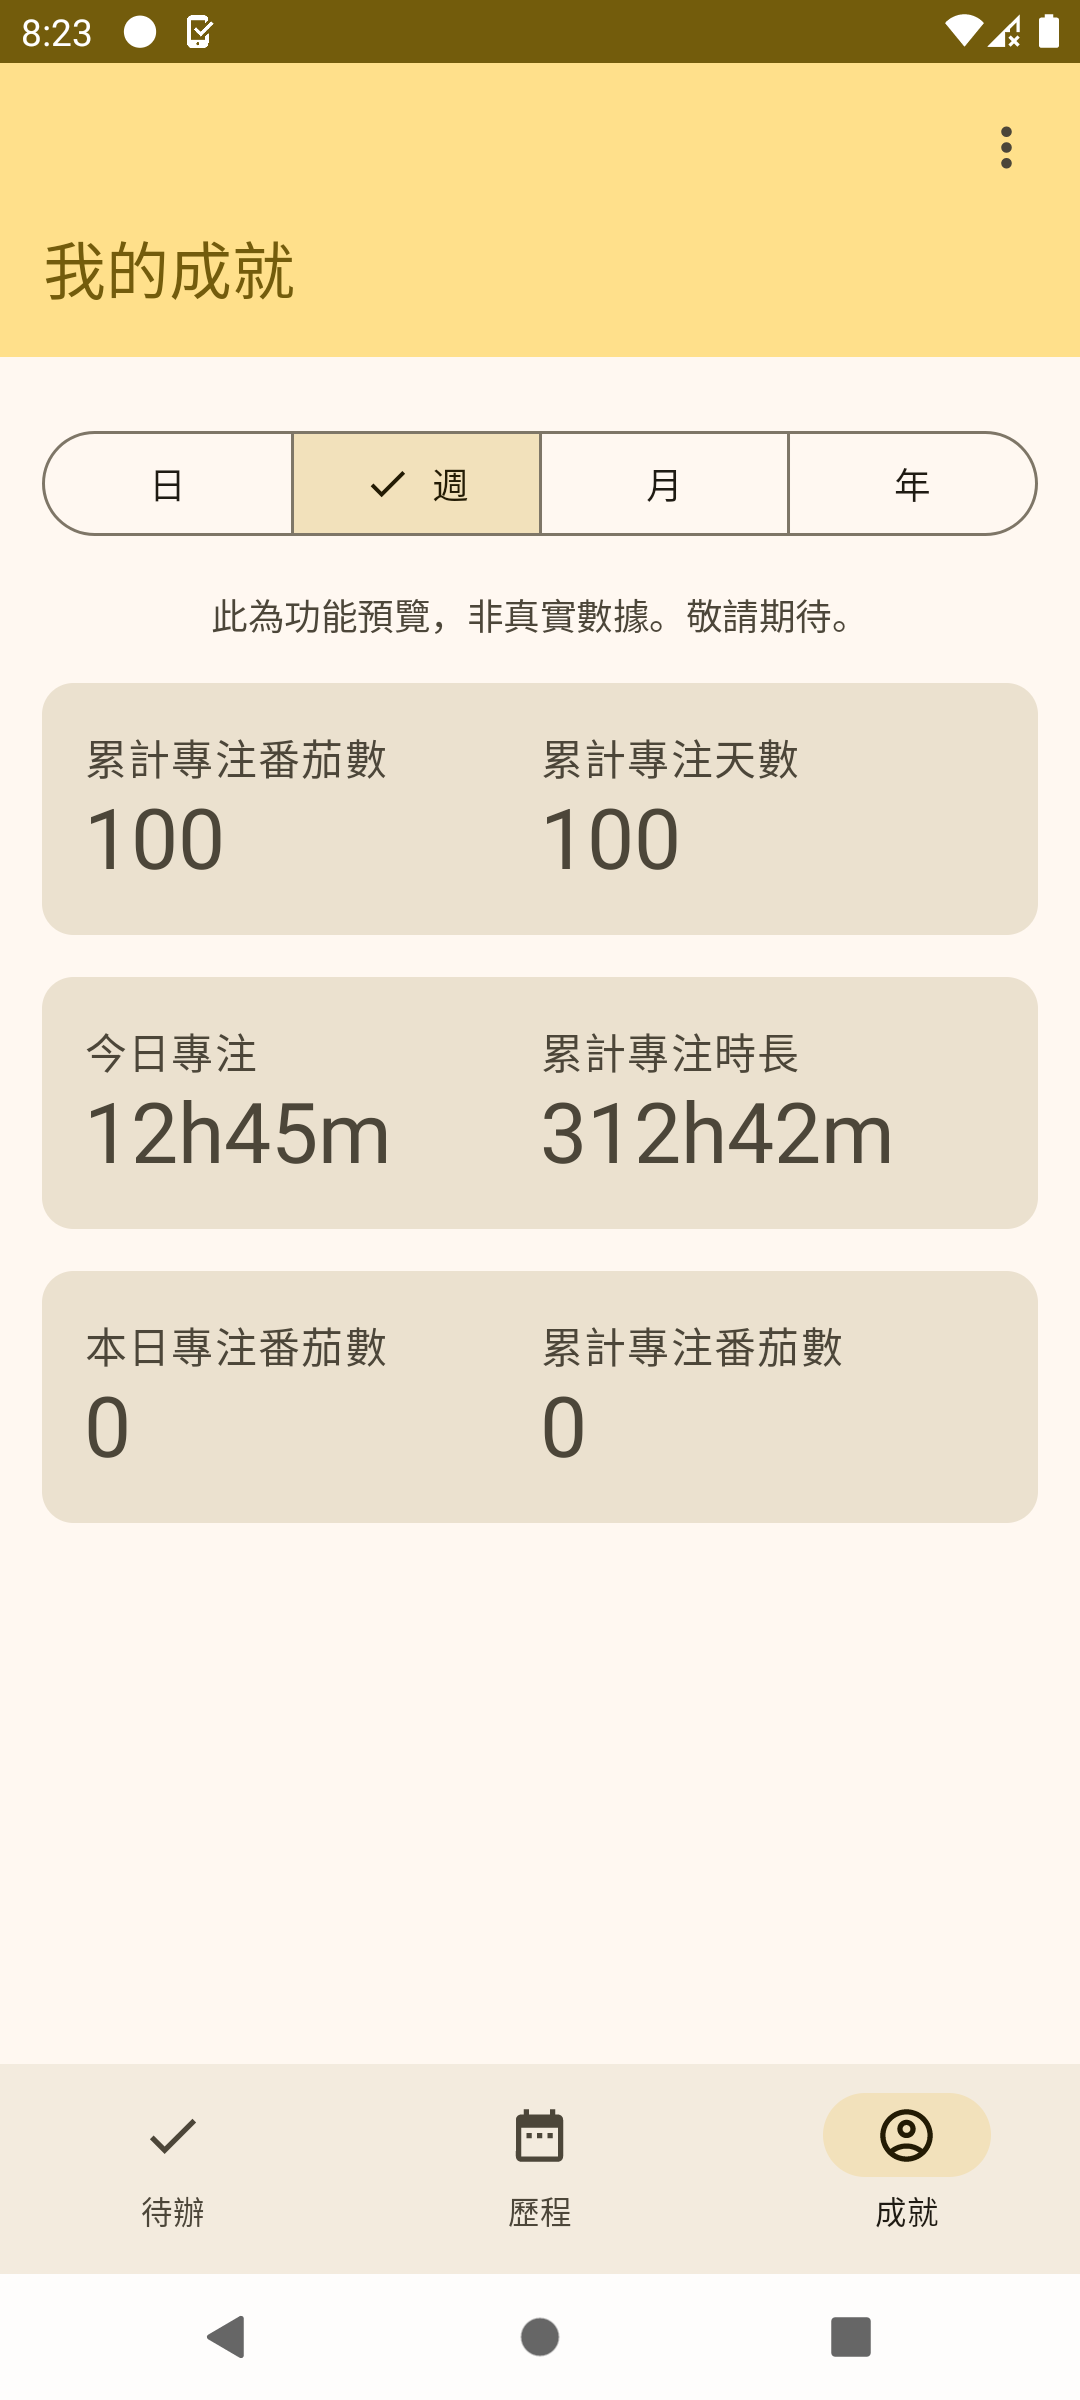 8:23
我的成就
日
週
月
年
此為功能預覽，非真實數據。敬請期待。
累計專注番茄數
累計專注天數
100
100
今日專注
累計專注時長
12h45m
312h42m
本日專注番茄數
累計專注番茄數
0
0
待辦
歷程
成就